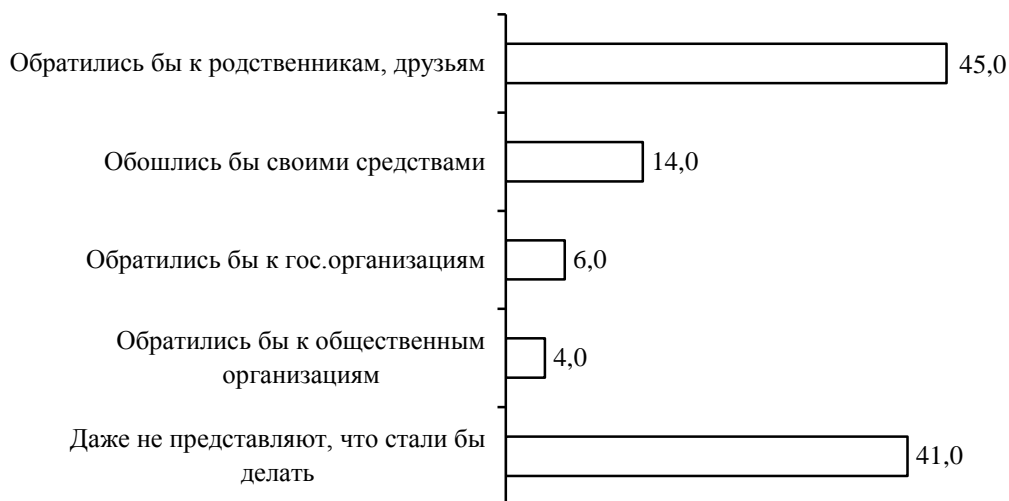 Обратились бы к родственникам, друзьям
45,0
Обошлись бы своими средствами
14,0
Обратились бы к гос.организациям
6,0
Обратились бы к общественным
организациям
4,0
Даже не представляют, что стали бы
делать
41,0